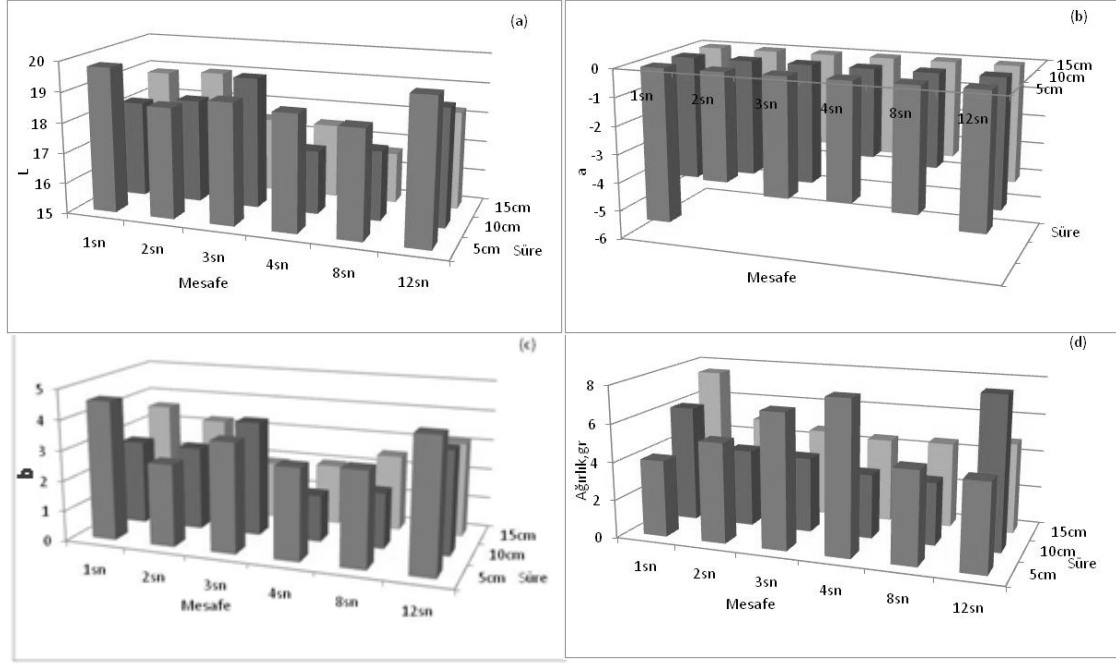 (a)
20
19
18
17
16
15
L
1sn
2sn
3sn
4sn
8sn
12sn
15cm
10cm
5cm
Süre
Mesafe
(b)
0
-1
-2
-3
-4
-5
-6
a
1sn
2sn
3sn
4sn
8sn
12sn
15cm
10cm
5cm
Süre
Mesafe
(c)
5
4
3
2
1
0
b
1sn
2sn
3sn
4sn
8sn
12sn
15cm
10cm
5cm
Süre
Mesafe
(d)
8
6
4
2
0
Ağırlık,gr
1sn
2sn
3sn
4sn
8sn
12sn
15cm
10cm
5cm
Süre
Mesafe